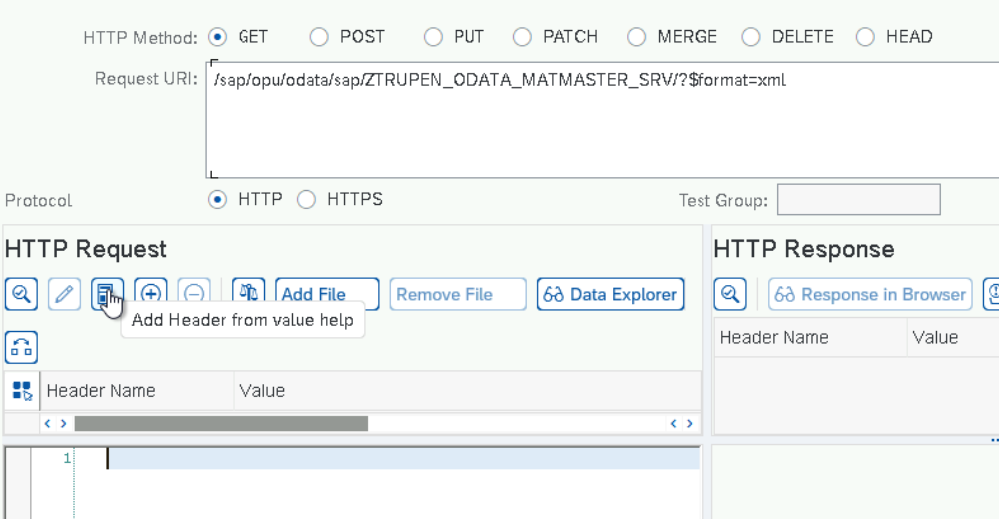 HTTP Method: GET POST PUT PATCH MERGE DELETE HEAD
Request URI: /sap/opu/odata/sap/ZTRUPEN_ODATA_MATMASTER_SRV/?$format=xml
Protocol HTTP HTTPS Test Group:
HTTP Request
Add File Remove File Data Explorer
Add Header from value help
Header Name Value
1
HTTP Response
Response in Browser
Header Name Value